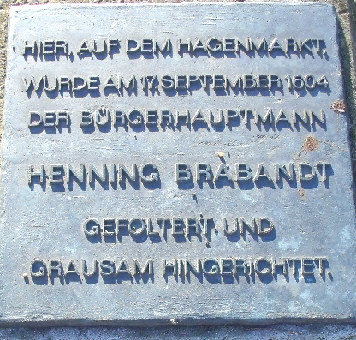 HIER, AUF DEM HAGENMARKT,
WURDE AM 17. SEPTEMBER 1604
DER BÜRGERHAUPTMANN
HENNING BRABANDT
GEFOLTERT UND
GRAUSAM HINGERICHTET.